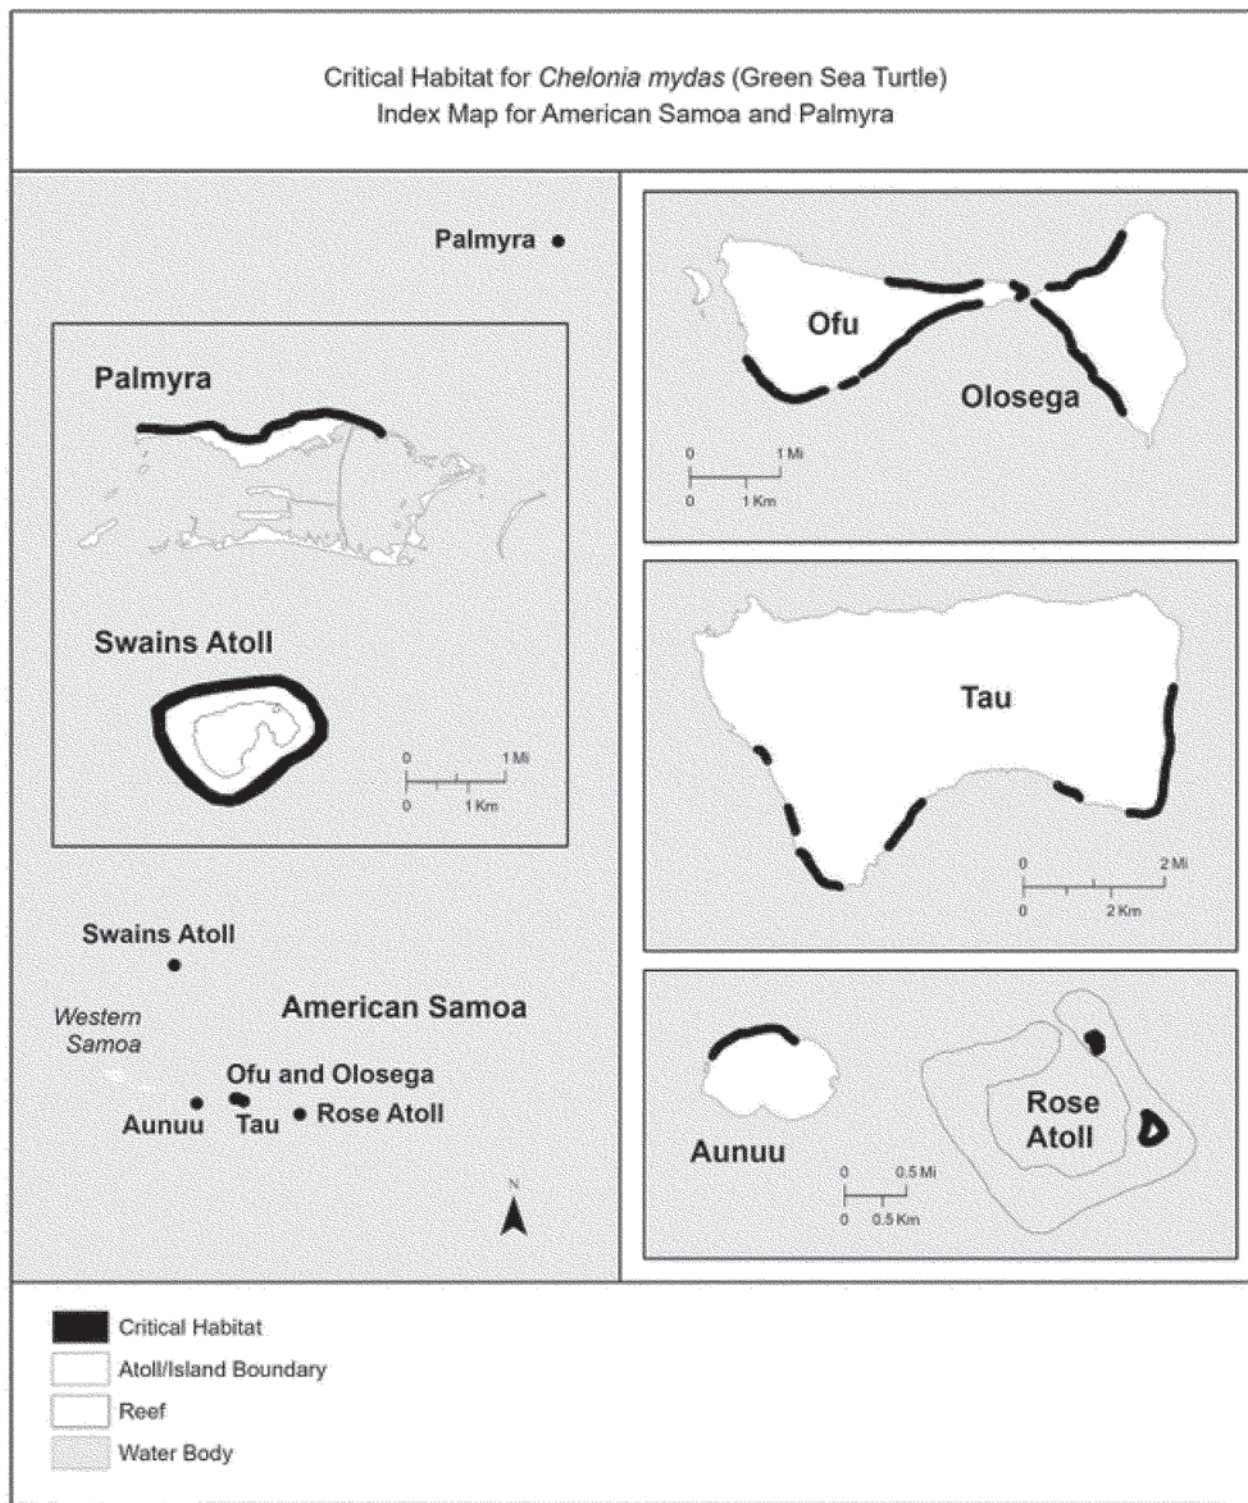 Critical Habitat for Chelonia mydas (Green Sea Turtle)
Index Map for American Samoa and Palmyra
Palmyra
Palmyra
Swains Atoll
0 1 Mi
0 1 Km
Swains Atoll
Western
Samoa
American Samoa
Ofu and Olosega
Aunuu
Tau
Rose Atoll
N
Ofu
Olosega
0 1 Mi
0 1 Km
Tau
0 2 Mi
0 2 Km
Aunuu
Rose
Atoll
0 0.5 Mi
0 0.5 Km
Critical Habitat
Atoll/Island Boundary
Reef
Water Body